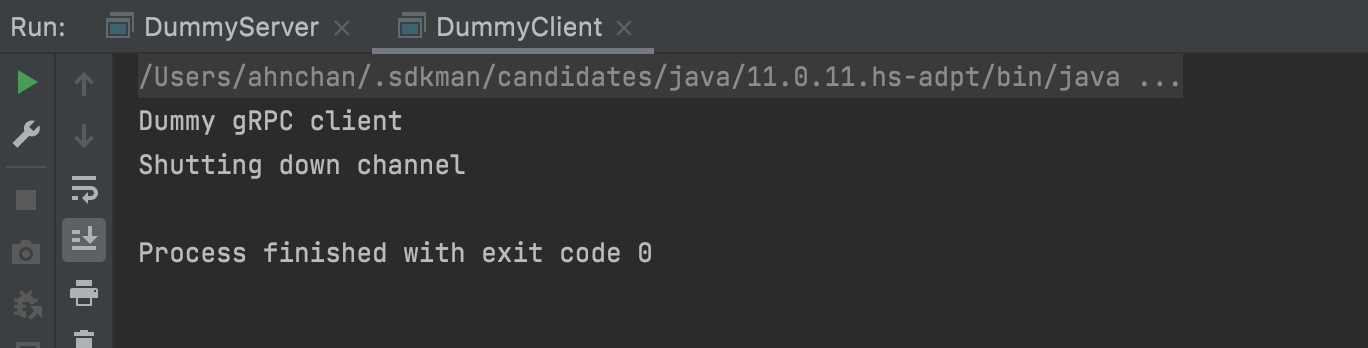 Run: DummyServer DummyClient
/Users/ahnchan/.sdkman/candidates/java/11.0.11.hs-adpt/bin/java ...
Dummy gRPC client
Shutting down channel
Process finished with exit code 0